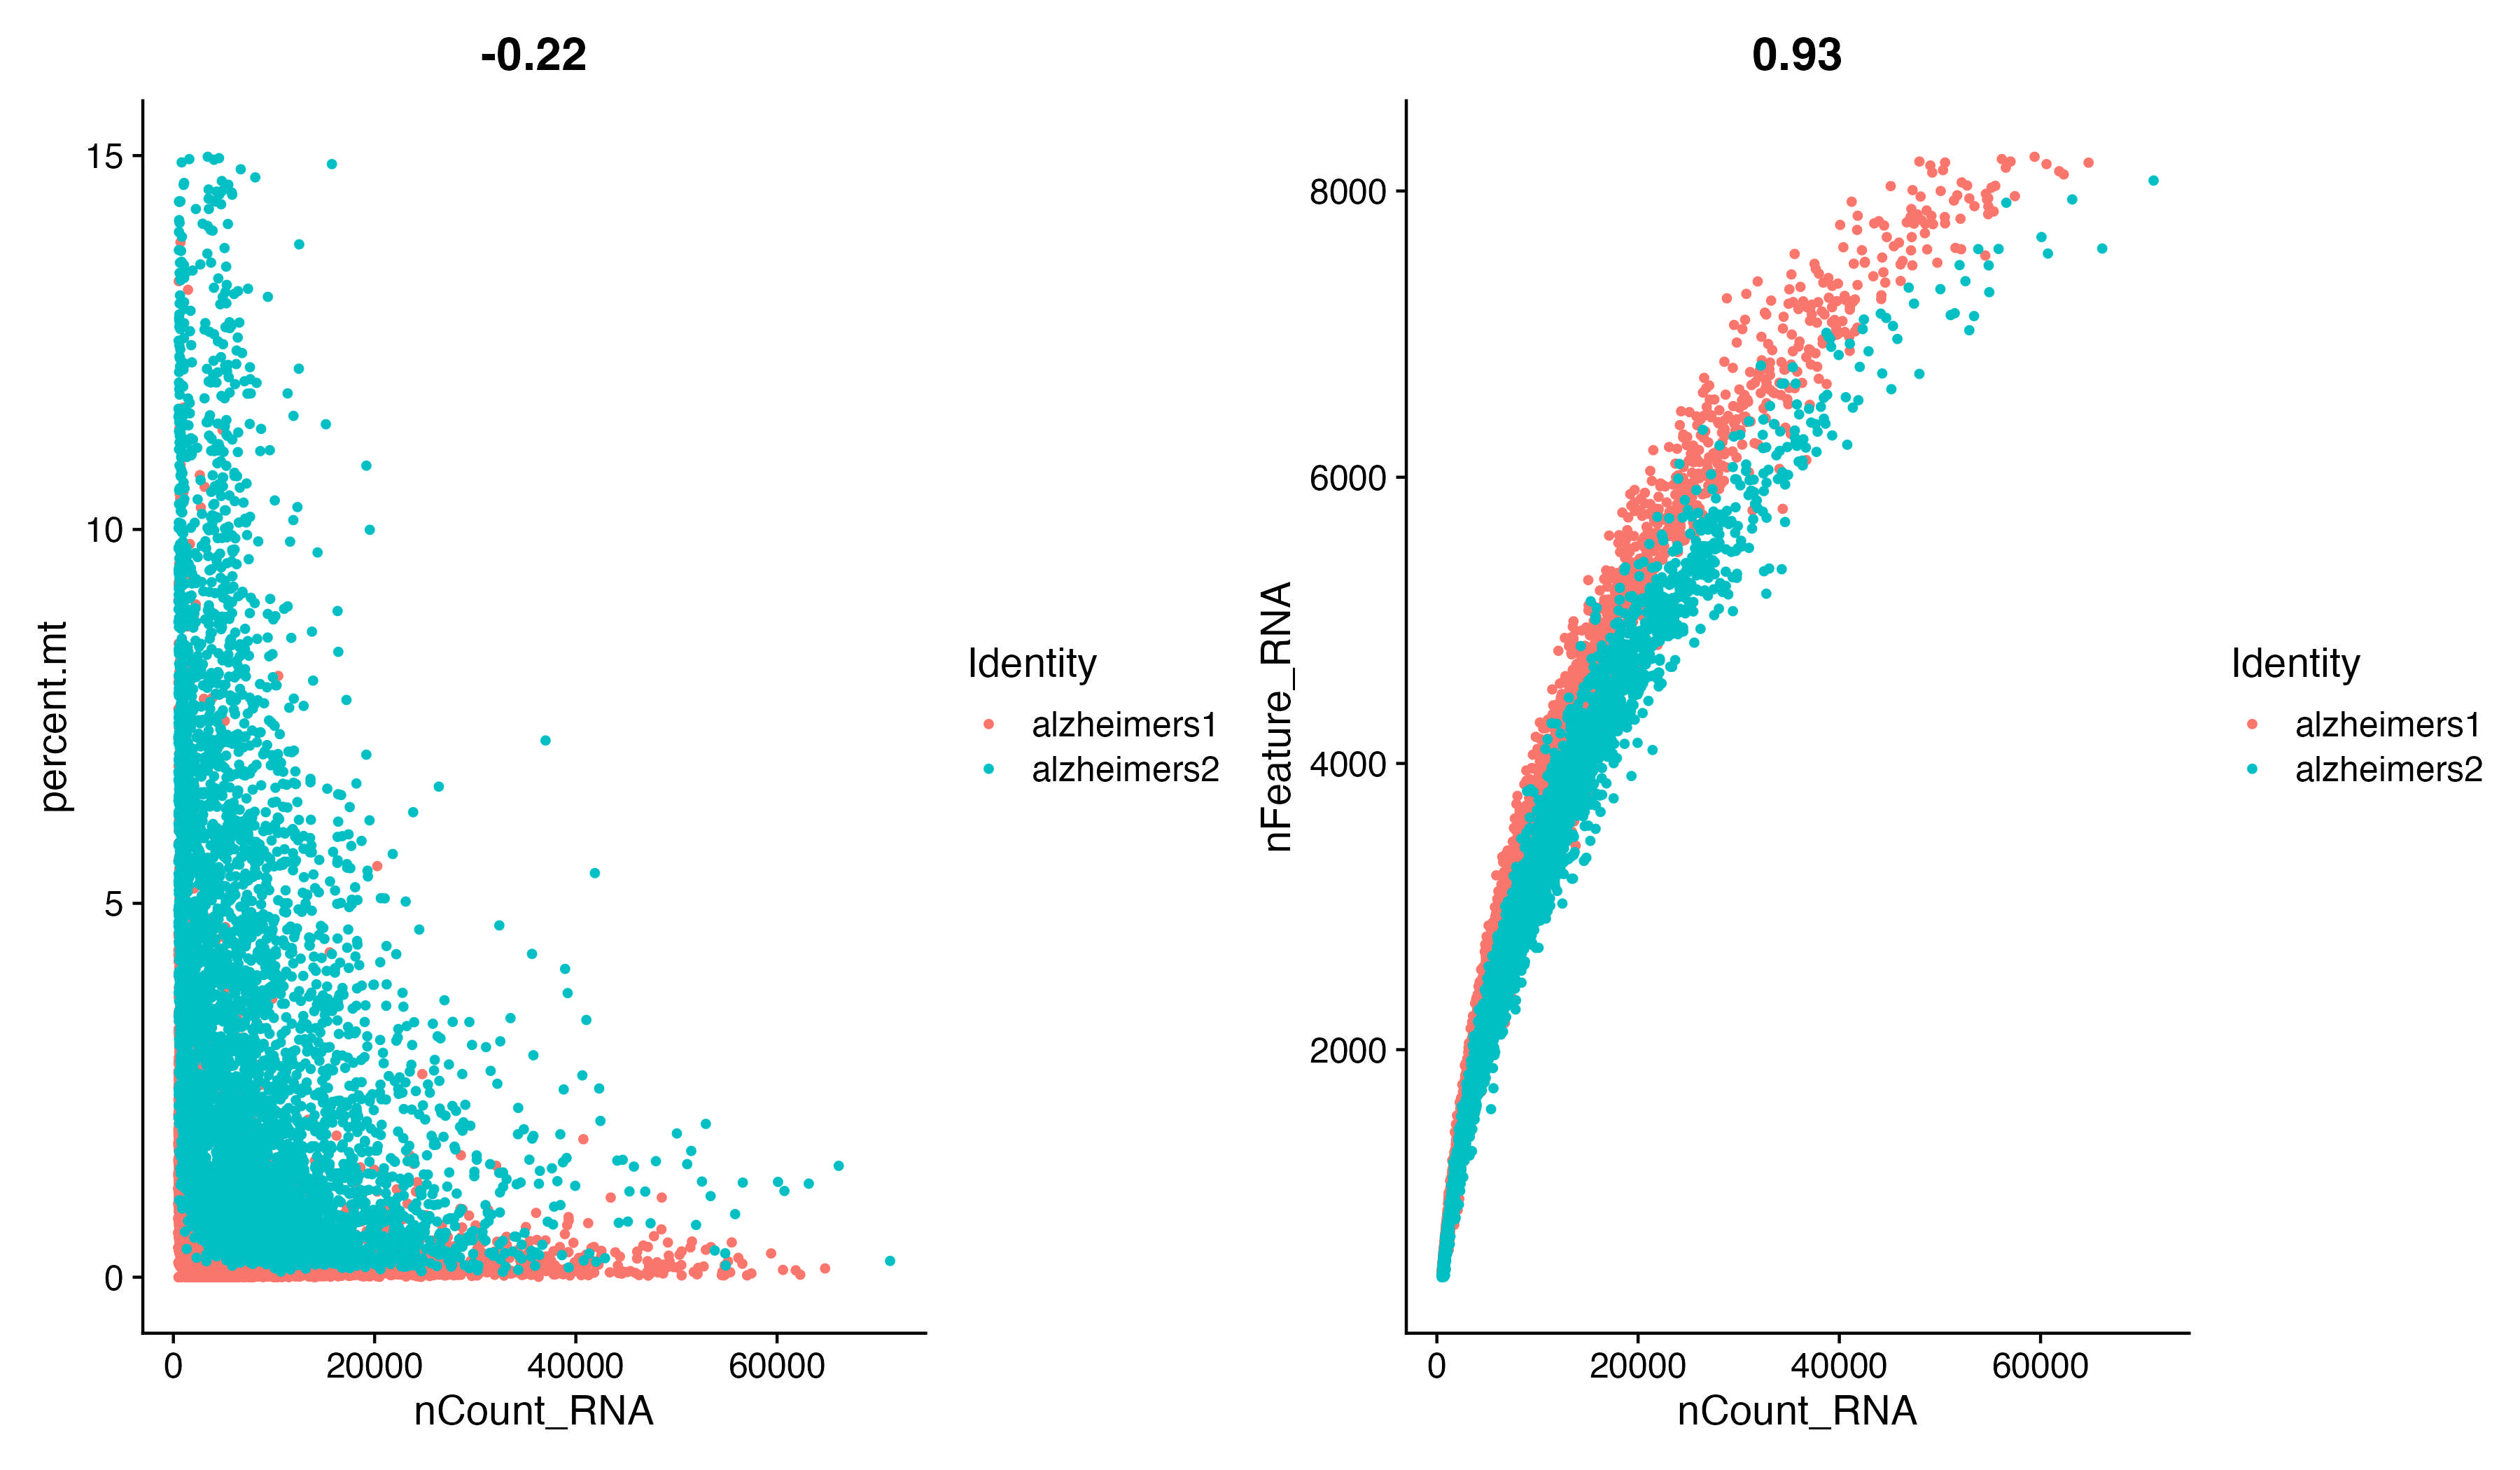 -0.22
percent.mt
15
10
5
0
0 20000 40000 60000
nCount_RNA
Identity
alzheimers1
alzheimers2
0.93
nFeature_RNA
8000
6000
4000
2000
0 20000 40000 60000
nCount_RNA
Identity
alzheimers1
alzheimers2